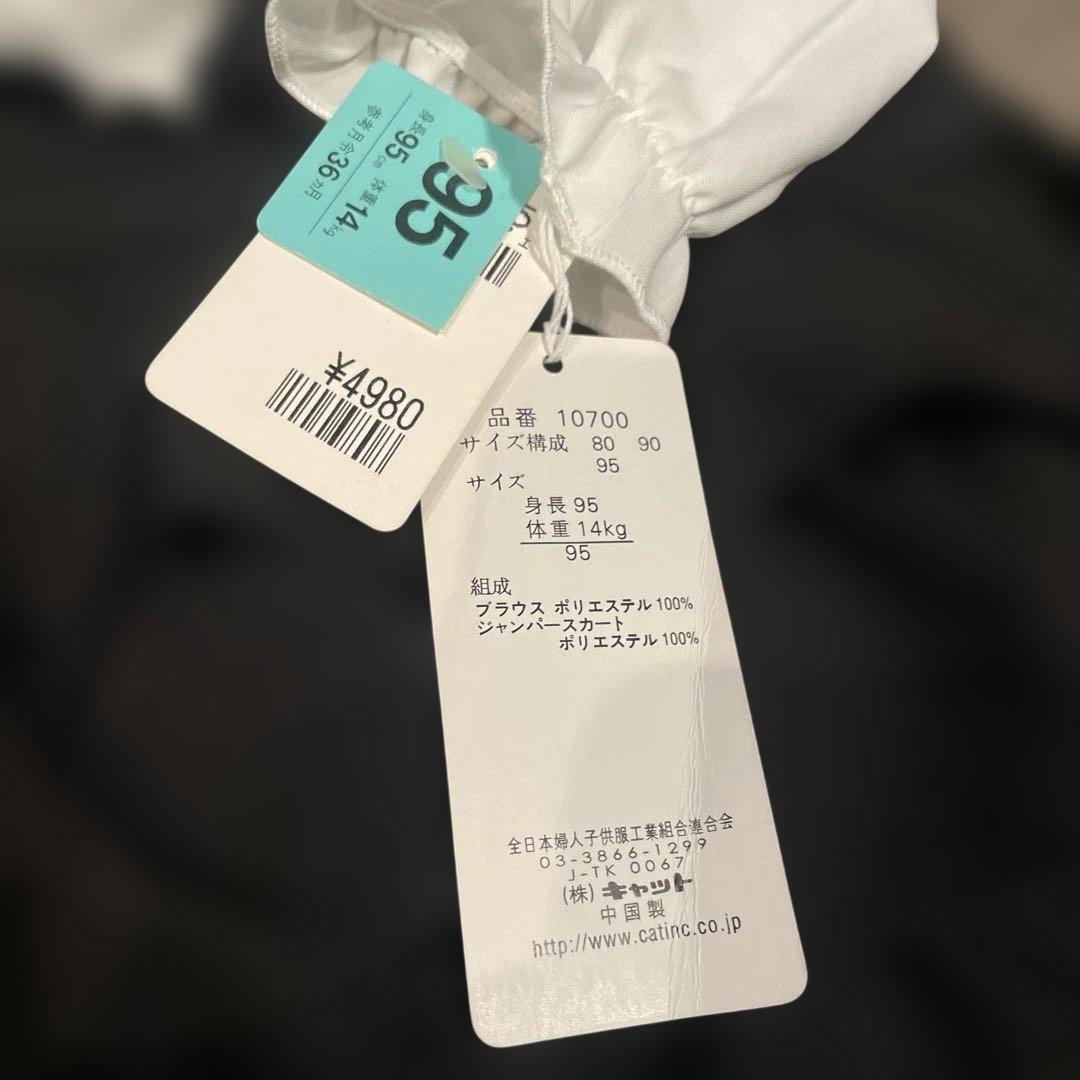 95
身長95cm 体重14kg
参考月令36カ月
¥4980
品番 10700
サイズ構成 80 90
95
サイズ
身長95
体重14kg
95
組成
ブラウス ポリエステル100%
ジャンパースカート
ポリエステル100%
全日本婦人子供服工業組合連合会
03-3866-1299
J-TK 0067
(株)キャット
中国製
http://www.catinc.co.jp